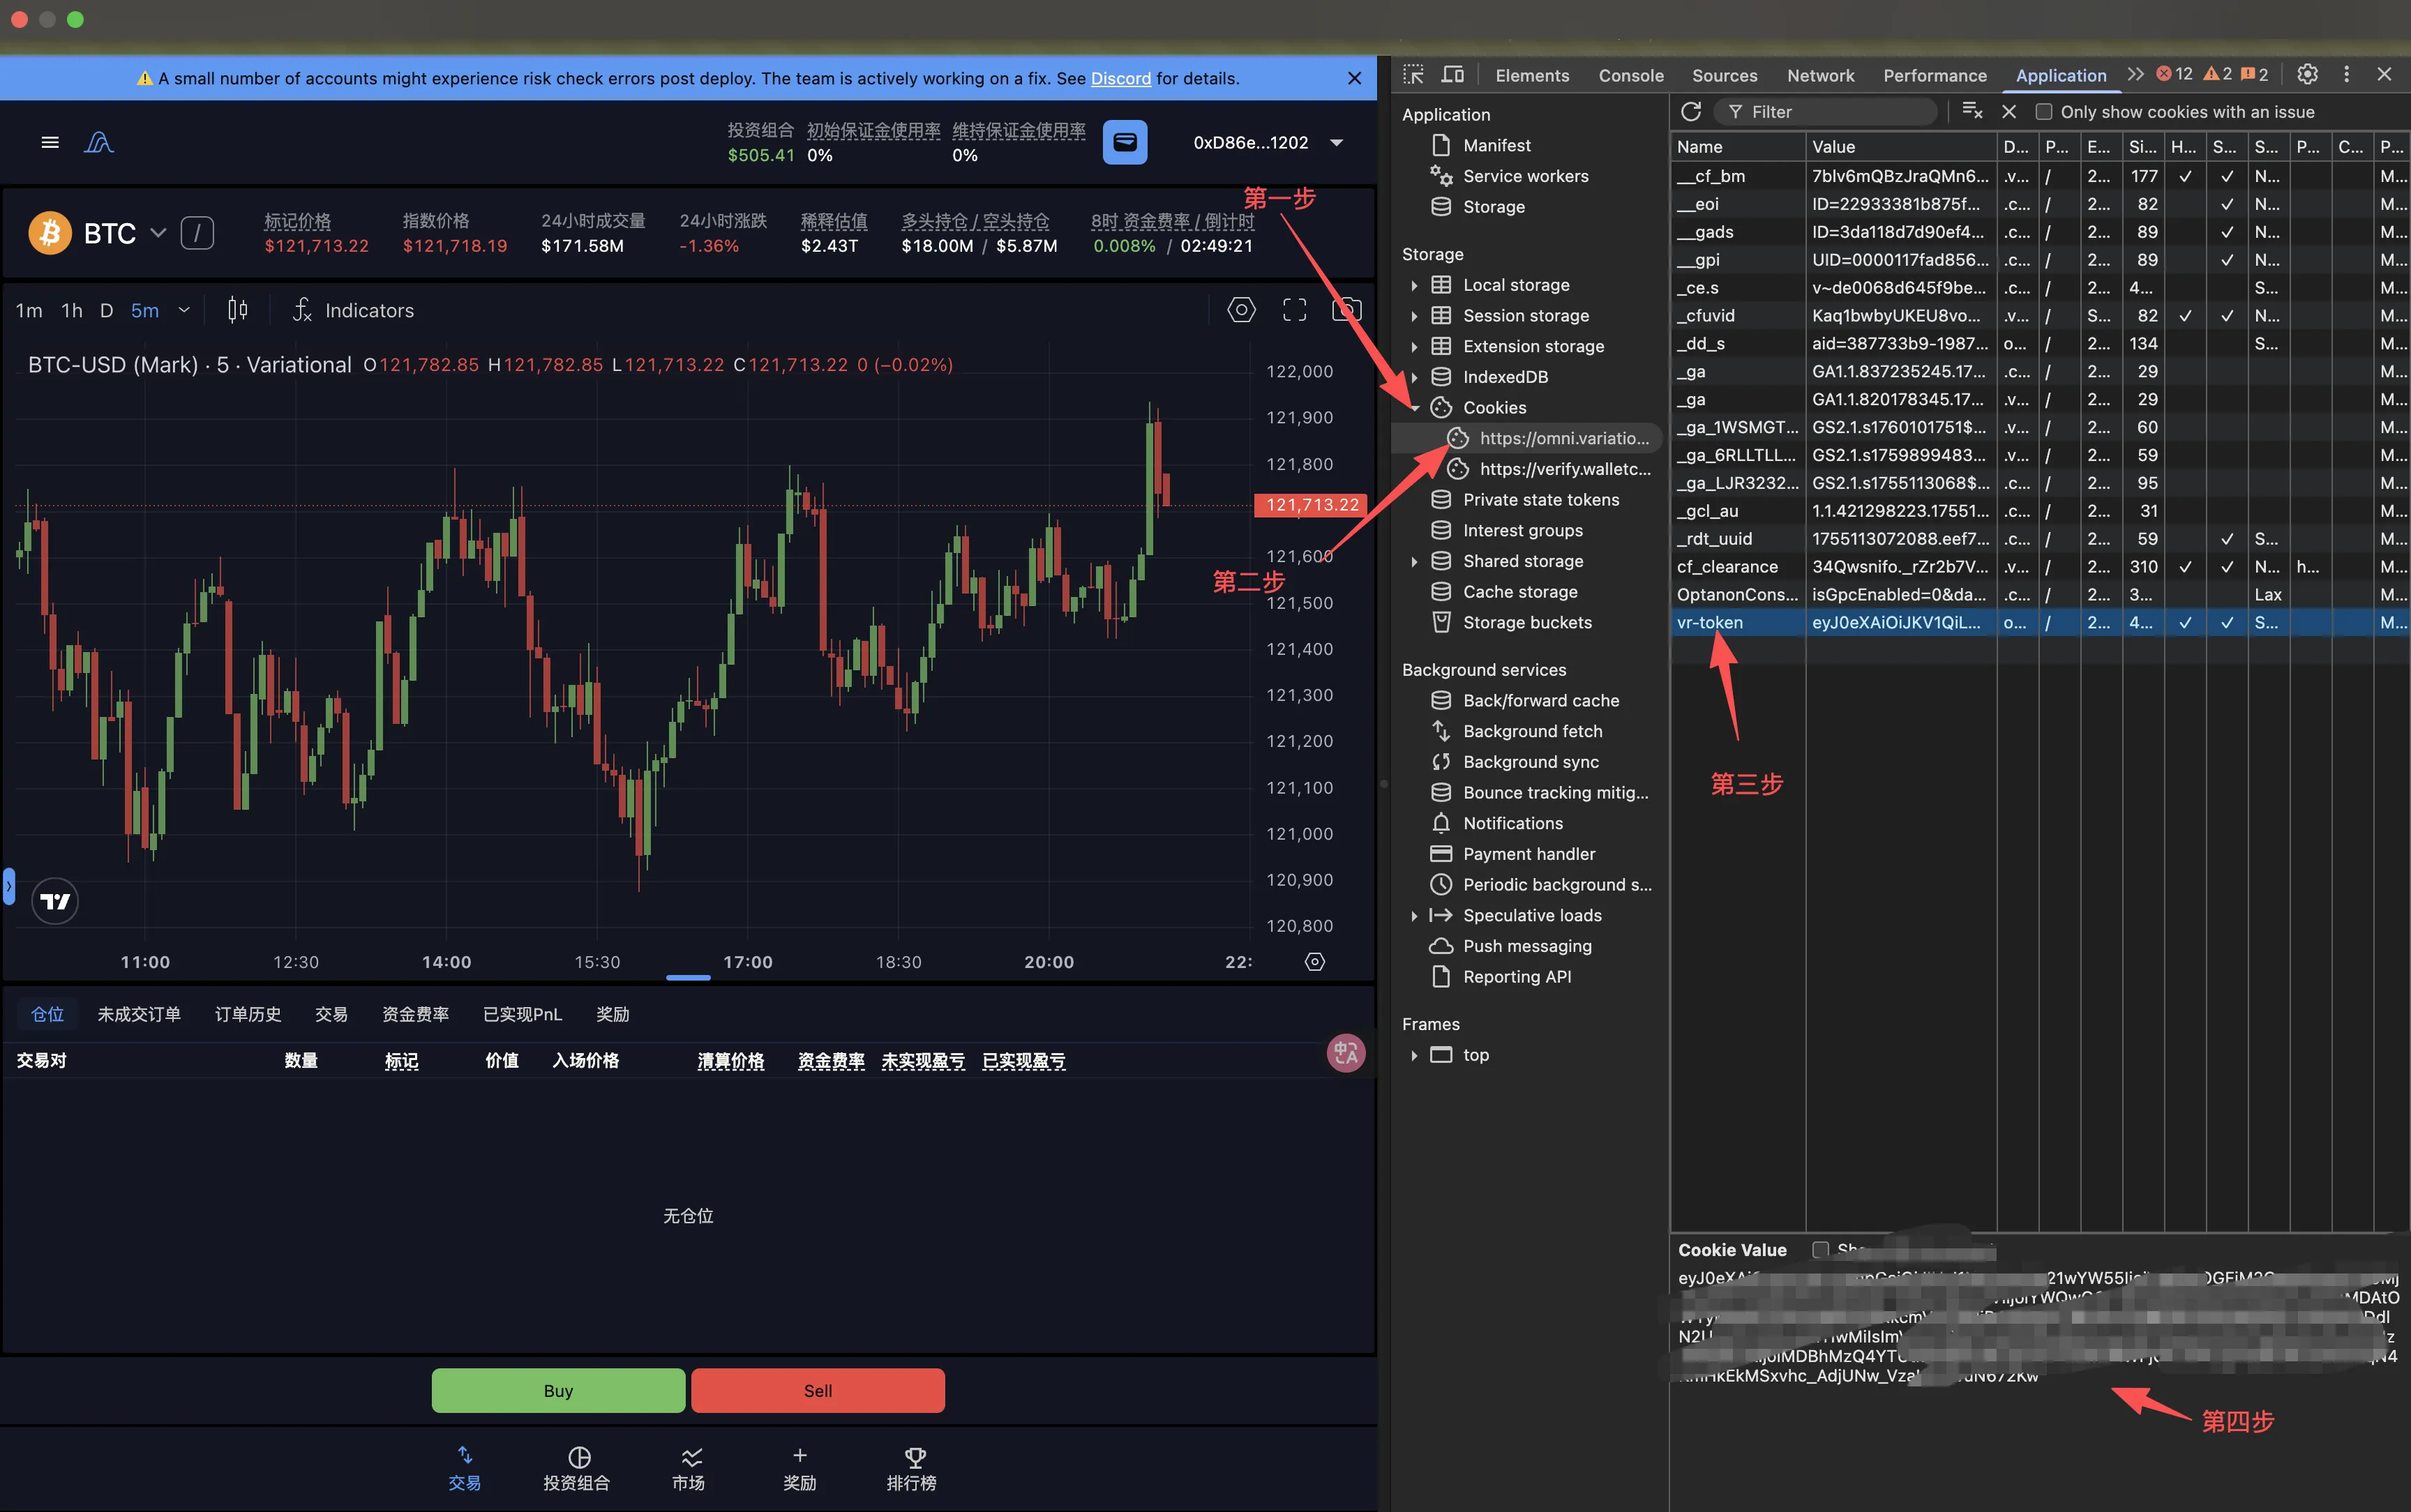 A small number of accounts might experience risk check errors post deploy. The team is actively working on a fix. See Discord for details.
投资组合 初始保证金使用率 维持保证金使用率
$505.41 0% 0%
0xD86e...1202
BTC /
标记价格 指数价格 24小时成交量 24小时涨跌 稀释估值 多头持仓 / 空头持仓 8时 资金费率 / 倒计时
$121,713.22 $121,718.19 $171.58M -1.36% $2.43T $18.00M / $5.87M 0.008% / 02:49:21
1m 1h D 5m Indicators
BTC-USD (Mark) · 5 · Variational O121,782.85 H121,782.85 L121,713.22 C121,713.22 0 (−0.02%)
122,000
121,900
121,800
121,713.22
121,600
121,500
121,400
121,300
121,200
121,100
121,000
120,900
120,800
11:00 12:30 14:00 15:30 17:00 18:30 20:00 22:
第一步
第二步
仓位 未成交订单 订单历史 交易 资金费率 已实现PnL 奖励
交易对 数量 标记 价值 入场价格 清算价格 资金费率 未实现盈亏 已实现盈亏
中A
无仓位
Buy Sell
交易 投资组合 市场 奖励 排行榜
Elements Console Sources Network Performance Application 12 2 2
Application
Manifest
Service workers
Storage
Storage
Local storage
Session storage
Extension storage
IndexedDB
Cookies
https://omni.variatio...
https://verify.walletc...
Private state tokens
Interest groups
Shared storage
Cache storage
Storage buckets
Background services
Back/forward cache
Background fetch
Background sync
Bounce tracking mitig...
Notifications
Payment handler
Periodic background s...
Speculative loads
Push messaging
Reporting API
Frames
top
Filter Only show cookies with an issue
Name Value D... P... E... Si... H... S... S... P... C... P...
__cf_bm 7blv6mQBzJraQMn6... .v... / 2... 177 ✓ ✓ N... M...
__eoi ID=22933381b875f... .c... / 2... 82 ✓ N... M...
__gads ID=3da118d7d90ef4... .c... / 2... 89 ✓ N... M...
__gpi UID=0000117fad856... .c... / 2... 89 ✓ N... M...
_ce.s v~de0068d645f9be... .c... / 2... 4... S... M...
_cfuvid Kaq1bwbyUKEU8vo... .v... / S... 82 ✓ ✓ N... M...
_dd_s aid=387733b9-1987... o... / 2... 134 S... M...
_ga GA1.1.837235245.17... .c... / 2... 29 M...
_ga GA1.1.820178345.17... .v... / 2... 29 M...
_ga_1WSMGT... GS2.1.s1760101751$... .v... / 2... 60 M...
_ga_6RLLTLL... GS2.1.s1759899483... .v... / 2... 59 M...
_ga_LJR3232... GS2.1.s1755113068$... .c... / 2... 95 M...
_gcl_au 1.1.421298223.17551... .c... / 2... 31 M...
_rdt_uuid 1755113072088.eef7... .c... / 2... 59 ✓ S... M...
cf_clearance 34Qwsnifo._rZr2b7V... .v... / 2... 310 ✓ ✓ N... h... M...
OptanonCons... isGpcEnabled=0&da... .c... / 2... 3... Lax M...
vr-token eyJ0eXAiOiJKV1QiL... o... / 2... 4... ✓ ✓ S... M...
第三步
Cookie Value
eyJ0eXAi
第四步